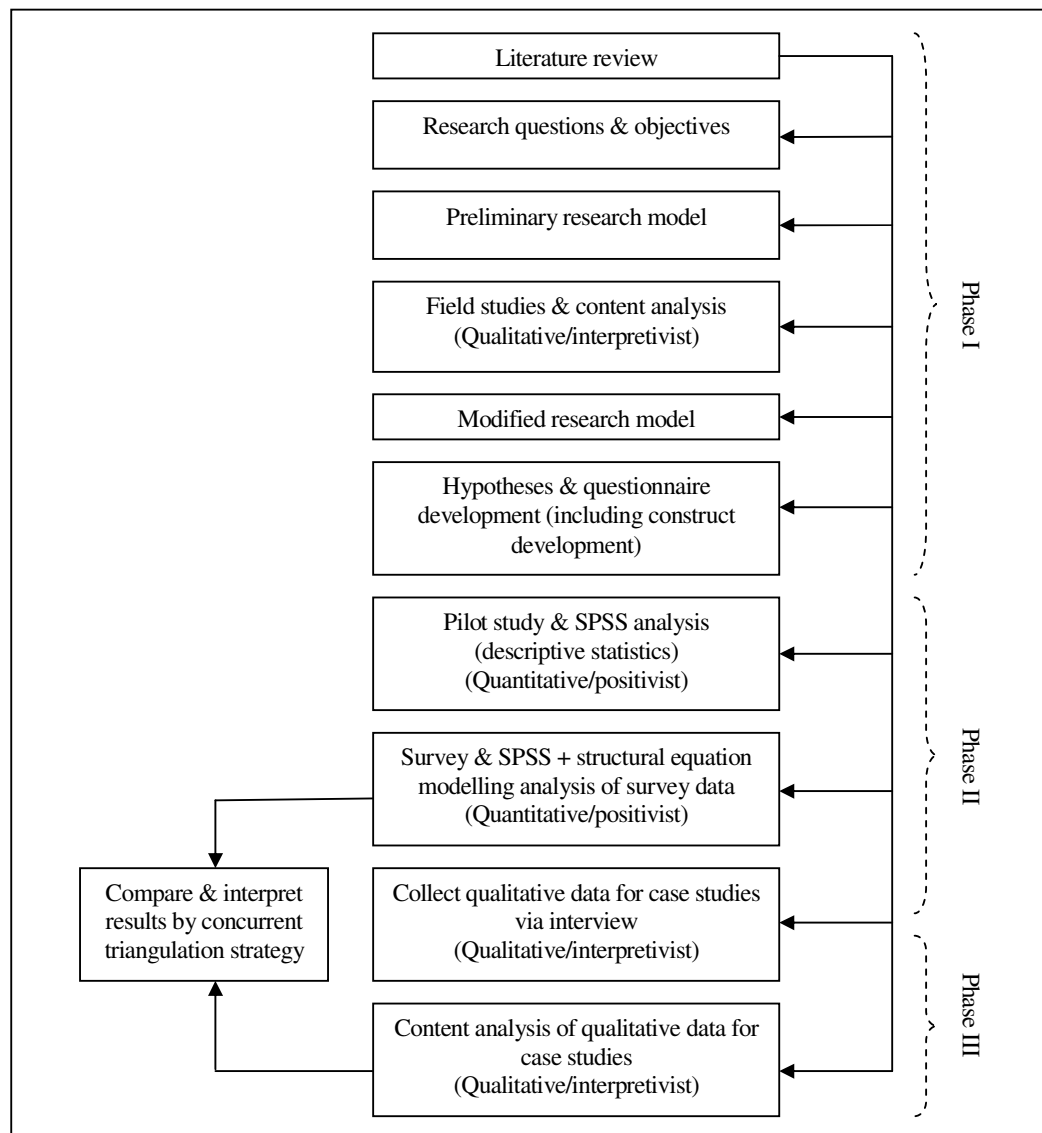 Literature review
Research questions & objectives
Preliminary research model
Field studies & content analysis
(Qualitative/interpretivist)
Modified research model
Hypotheses & questionnaire
development (including construct
development)
Phase I
Pilot study & SPSS analysis
(descriptive statistics)
(Quantitative/positivist)
Survey & SPSS + structural equation
modelling analysis of survey data
(Quantitative/positivist)
Phase II
Compare & interpret
results by concurrent
triangulation strategy
Collect qualitative data for case studies
via interview
(Qualitative/interpretivist)
Content analysis of qualitative data for
case studies
(Qualitative/interpretivist)
Phase III